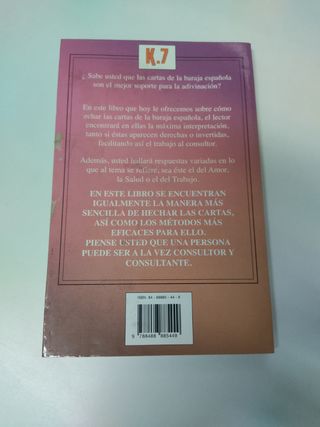 K.7
¿ Sabe usted que las cartas de la baraja española
son el mejor soporte para la adivinación?
En este libro que hoy le ofrecemos sobre cómo
echar las cartas de la baraja española, el lector
encontrará en ellas la máxima interpretación,
tanto si éstas aparecen derechas o invertidas,
facilitando así el trabajo al consultor.
Además, usted hallará respuestas variadas en lo
que al tema se refiere, sea éste el del Amor,
la Salud o el del Trabajo.
EN ESTE LIBRO SE ENCUENTRAN
IGUALMENTE LA MANERA MÁS
SENCILLA DE HECHAR LAS CARTAS,
ASÍ COMO LOS MÉTODOS MÁS
EFICACES PARA ELLO.
PIENSE USTED QUE UNA PERSONA
PUEDE SER A LA VEZ CONSULTOR Y
CONSULTANTE.